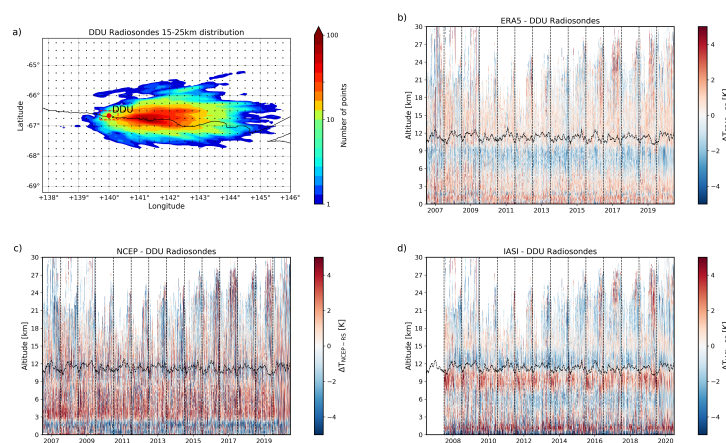 a)
DDU Radiosondes 15-25km distribution
-65°
-66°
-67°
-68°
-69°
Latitude
DDU
+138° +139° +140° +141° +142° +143° +144° +145° +146°
Longitude
100
10
1
Number of points
b)
ERA5 - DDU Radiosondes
30
27
24
21
18
15
12
9
6
3
0
Altitude [km]
2007 2009 2011 2013 2015 2017 2019
4
2
0
−2
−4
[K]
c)
NCEP - DDU Radiosondes
30
27
24
21
18
15
12
9
6
3
0
Altitude [km]
2007 2009 2011 2013 2015 2017 2019
4
2
0
−2
−4
ΔT_NCEP−RS [K]
d)
IASI - DDU Radiosondes
30
27
24
21
18
15
12
9
6
3
0
Altitude [km]
2008 2010 2012 2014 2016 2018 2020
4
2
0
−2
−4
[K]